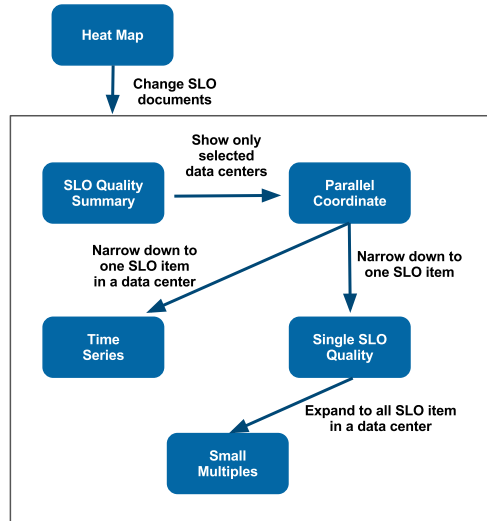 Heat Map
Change SLO
documents
Show only
selected
data centers
SLO Quality
Summary
Parallel
Coordinate
Narrow down to
one SLO item
in a data center
Narrow down to
one SLO item
Time
Series
Single SLO
Quality
Expand to all SLO item
in a data center
Small
Multiples